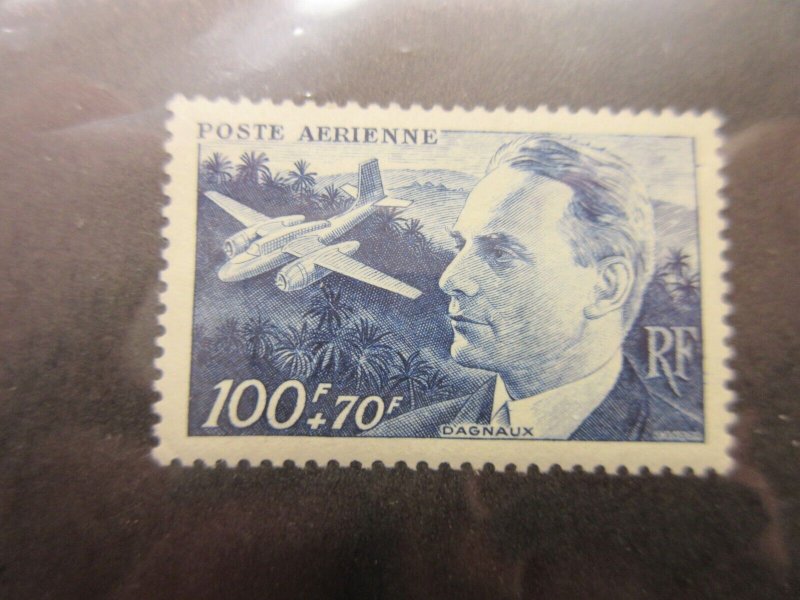 POSTE AERIENNE
RF
100F+70F
DAGNAUX